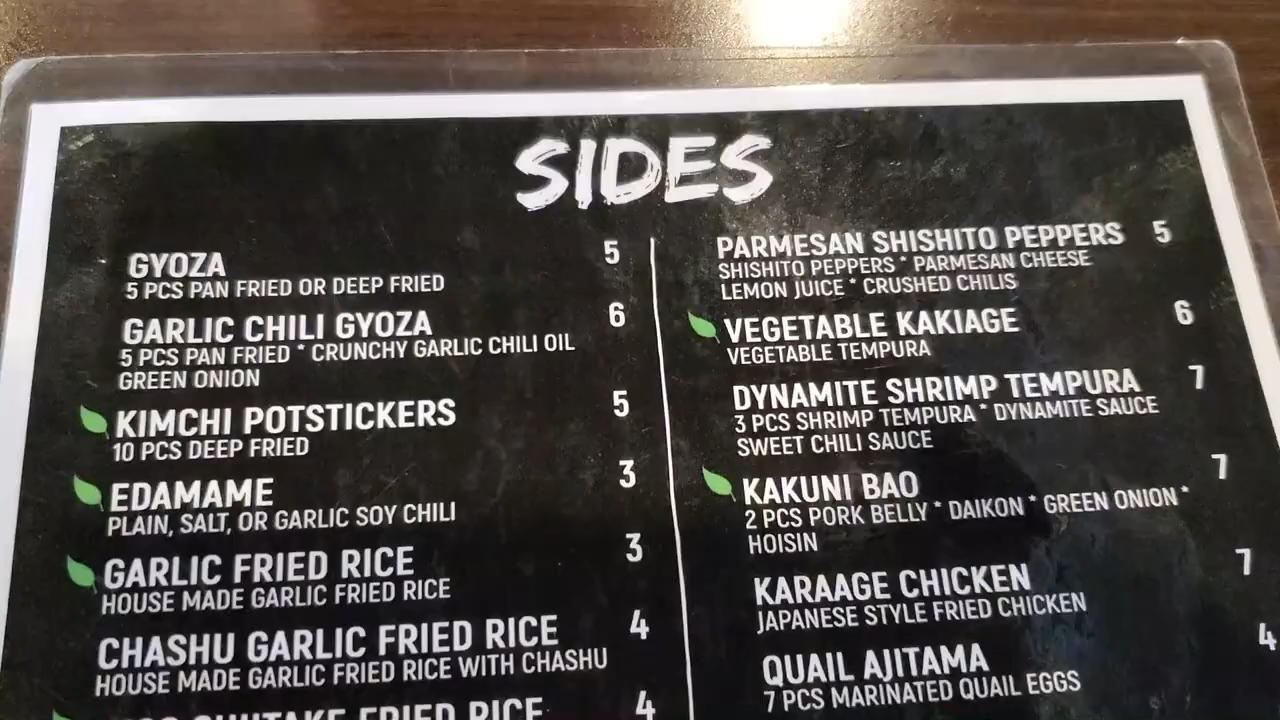 SIDES
GYOZA 5
5 PCS PAN FRIED OR DEEP FRIED
GARLIC CHILI GYOZA 6
5 PCS PAN FRIED * CRUNCHY GARLIC CHILI OIL
GREEN ONION
KIMCHI POTSTICKERS 5
10 PCS DEEP FRIED
EDAMAME 3
PLAIN, SALT, OR GARLIC SOY CHILI
GARLIC FRIED RICE 3
HOUSE MADE GARLIC FRIED RICE
CHASHU GARLIC FRIED RICE 4
HOUSE MADE GARLIC FRIED RICE WITH CHASHU
FRIED RICE 4
PARMESAN SHISHITO PEPPERS 5
SHISHITO PEPPERS * PARMESAN CHEESE
LEMON JUICE * CRUSHED CHILIS
VEGETABLE KAKIAGE 6
VEGETABLE TEMPURA
DYNAMITE SHRIMP TEMPURA 7
3 PCS SHRIMP TEMPURA * DYNAMITE SAUCE
SWEET CHILI SAUCE
KAKUNI BAO 7
2 PCS PORK BELLY * DAIKON * GREEN ONION *
HOISIN
KARAAGE CHICKEN 7
JAPANESE STYLE FRIED CHICKEN
QUAIL AJITAMA 4
7 PCS MARINATED QUAIL EGGS